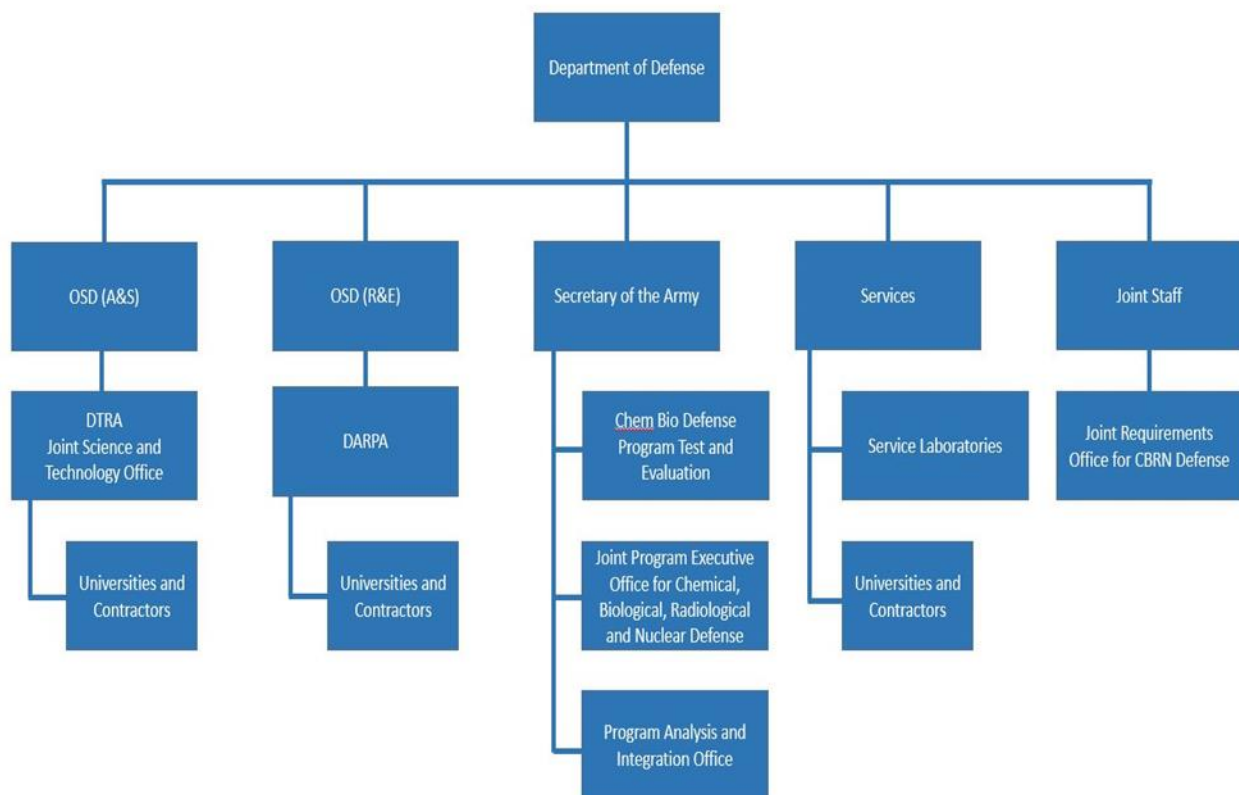 Department of Defense
OSD (A&S)
OSD (R&E)
Secretary of the Army
Services
Joint Staff
DTRA
Joint Science and
Technology Office
DARPA
Chem Bio Defense
Program Test and
Evaluation
Service Laboratories
Joint Requirements
Office for CBRN Defense
Universities and
Contractors
Universities and
Contractors
Joint Program Executive
Office for Chemical,
Biological, Radiological
and Nuclear Defense
Universities and
Contractors
Program Analysis and
Integration Office